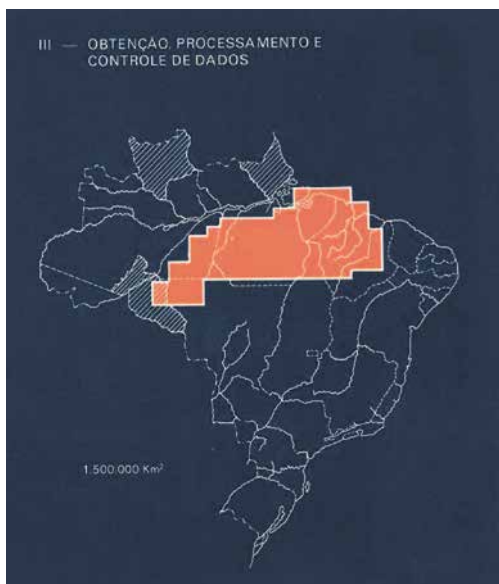 III — OBTENÇÃO, PROCESSAMENTO E
CONTROLE DE DADOS
1.500.000 Km²